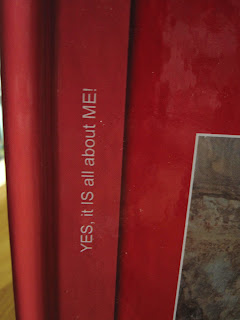 YES, it IS all about ME!